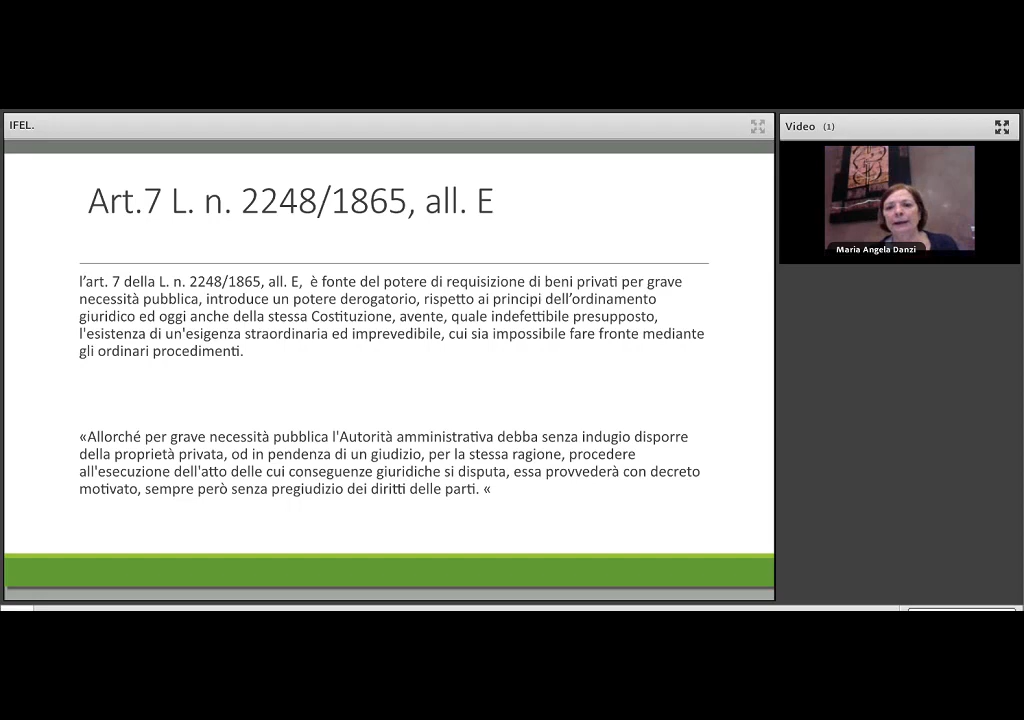 IFEL.
Video (1)
Art.7 L. n. 2248/1865, all. E
Maria Angela Danzi
l’art. 7 della L. n. 2248/1865, all. E,  è fonte del potere di requisizione di beni privati per grave
necessità pubblica, introduce un potere derogatorio, rispetto ai principi dell’ordinamento
giuridico ed oggi anche della stessa Costituzione, avente, quale indefettibile presupposto,
l'esistenza di un'esigenza straordinaria ed imprevedibile, cui sia impossibile fare fronte mediante
gli ordinari procedimenti.
«Allorché per grave necessità pubblica l'Autorità amministrativa debba senza indugio disporre
della proprietà privata, od in pendenza di un giudizio, per la stessa ragione, procedere
all'esecuzione dell'atto delle cui conseguenze giuridiche si disputa, essa provvederà con decreto
motivato, sempre però senza pregiudizio dei diritti delle parti. «